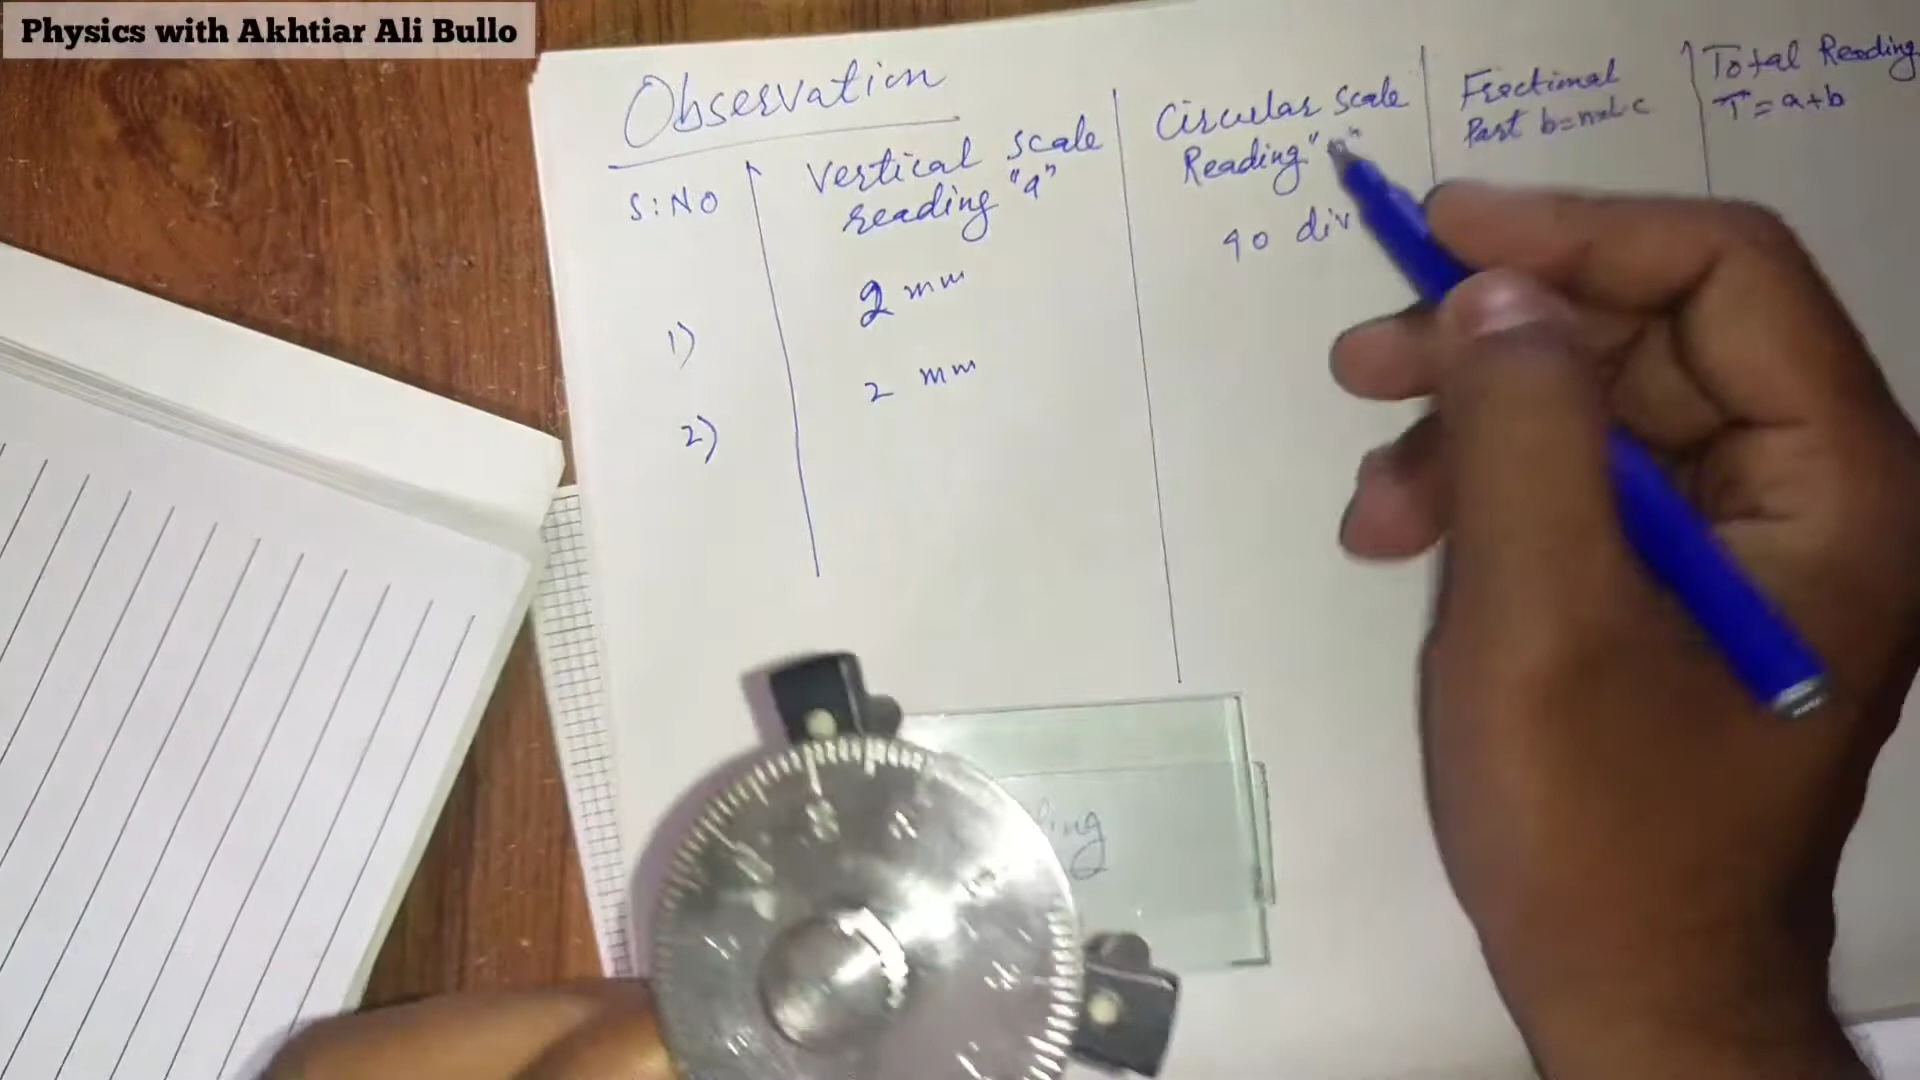 Physics with Akhtiar Ali Bullo
Observation
S:NO
Vertical scale
reading "a"
Circular scale
Reading "n"
Frectional
Part b=n×L c
Total Reading
T=a+b
1)
2 mm
40 div
2)
2 mm